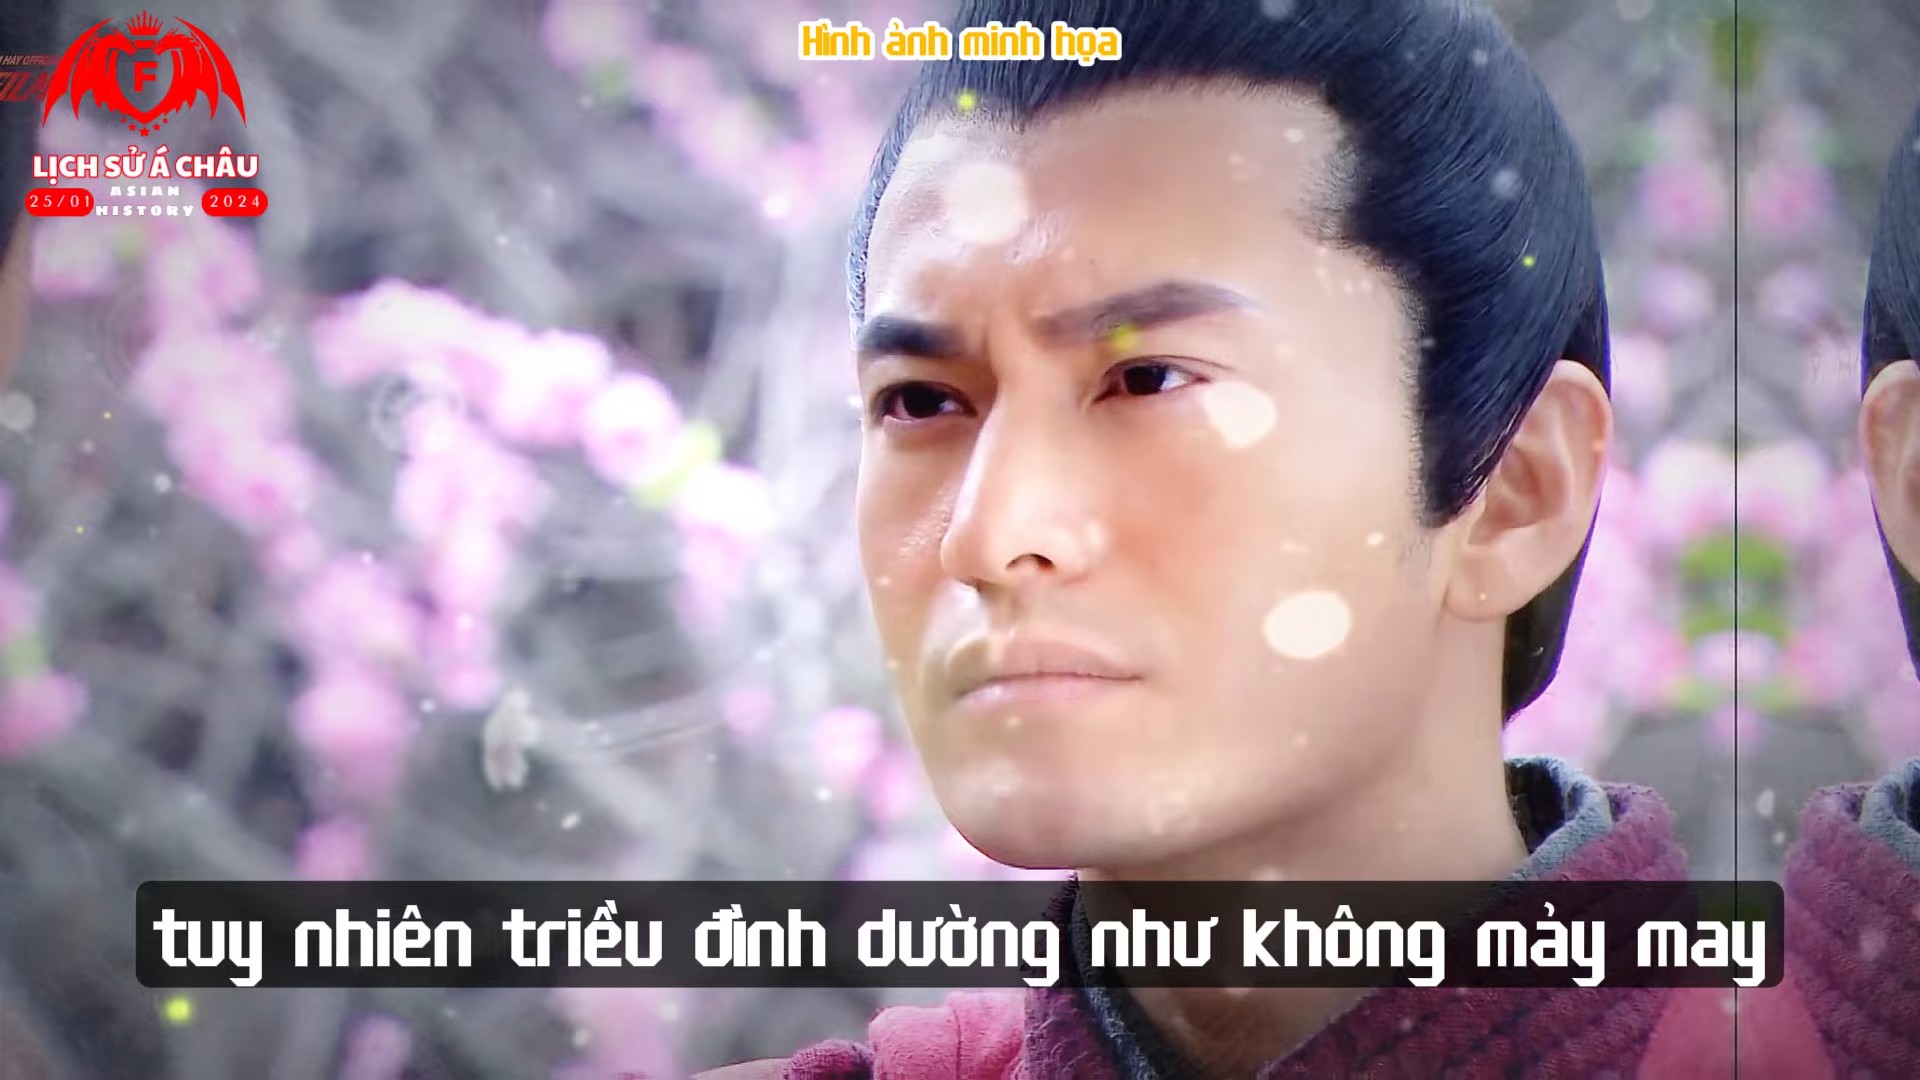 Hình ảnh minh họa
F
LỊCH SỬ Á CHÂU
ASIAN
25/01 HISTORY 2024
tuy nhiên triều đình dường như không mảy may